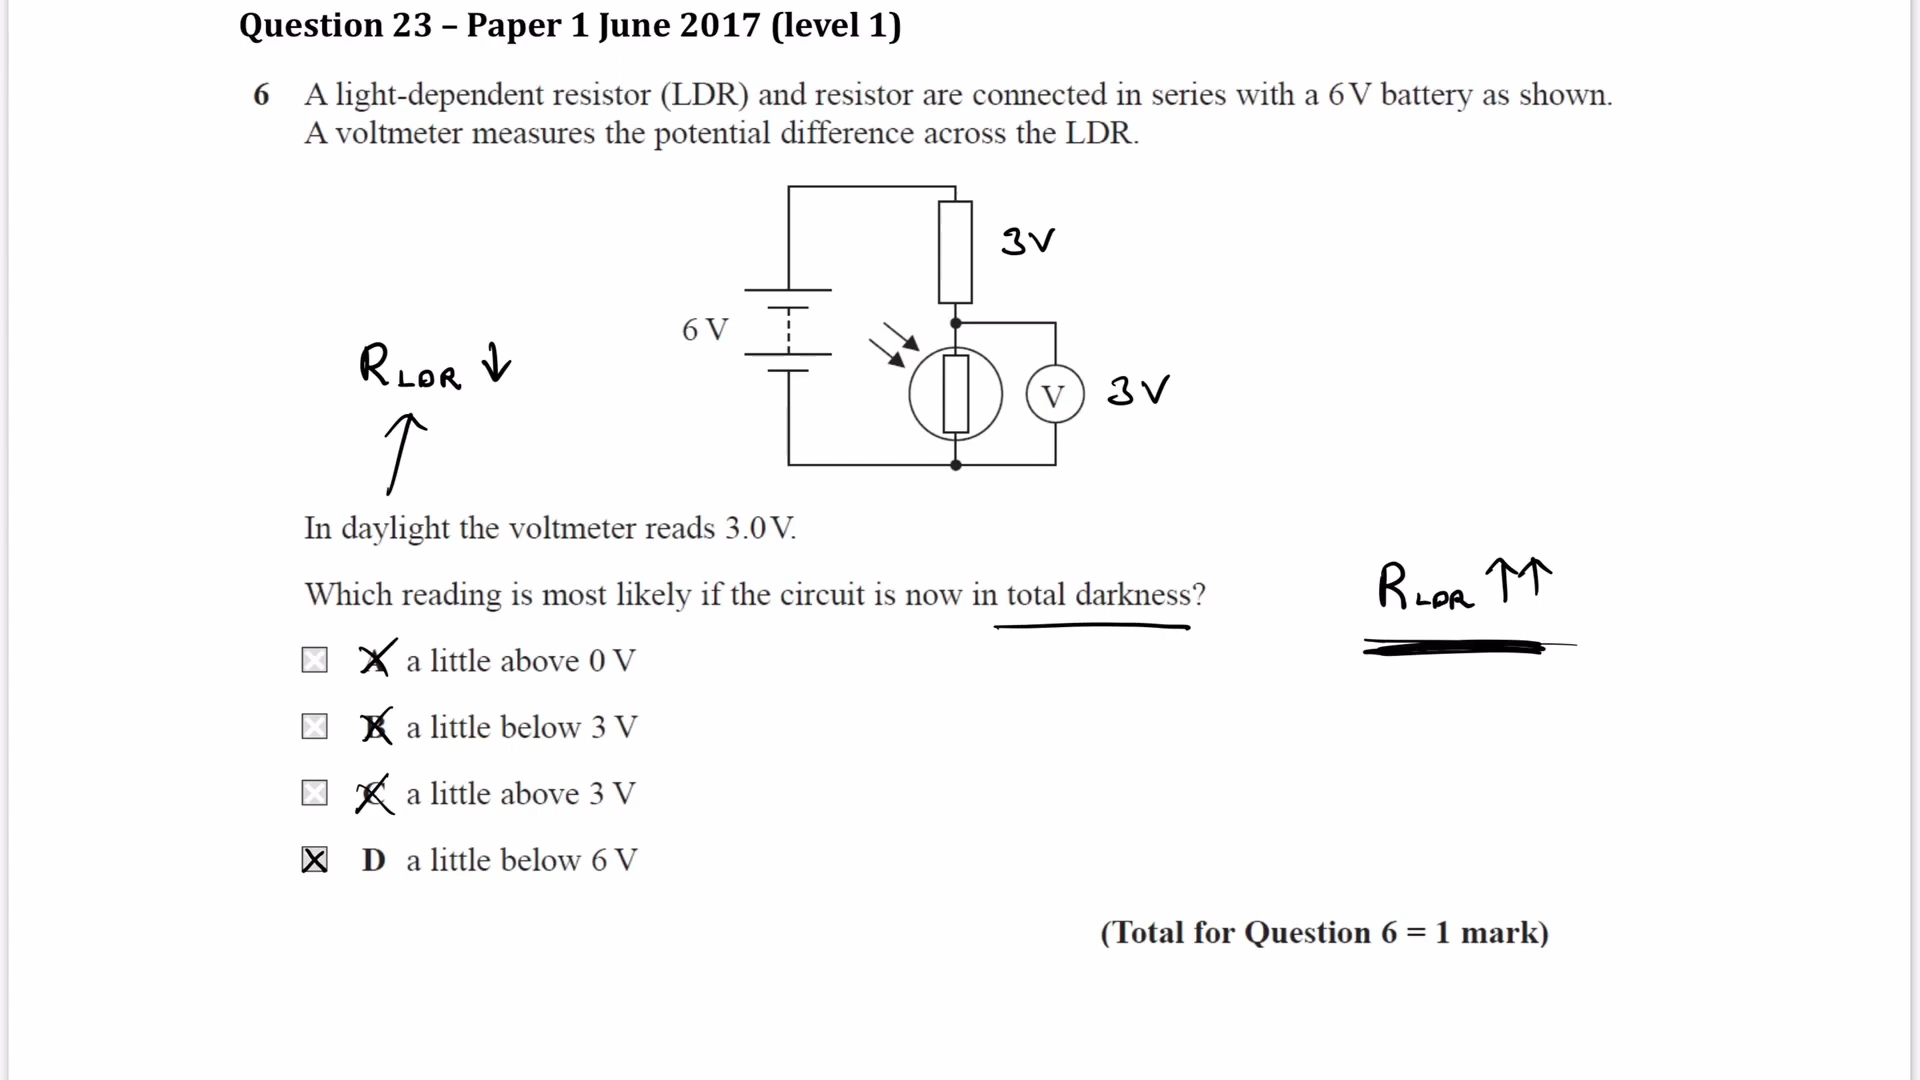 Question 23 – Paper 1 June 2017 (level 1)
6 A light-dependent resistor (LDR) and resistor are connected in series with a 6 V battery as shown.
A voltmeter measures the potential difference across the LDR.
3V
6 V
R LDR ↓
V 3V
In daylight the voltmeter reads 3.0 V.
Which reading is most likely if the circuit is now in total darkness?
R LDR ↑↑
A a little above 0 V
B a little below 3 V
C a little above 3 V
D a little below 6 V
(Total for Question 6 = 1 mark)